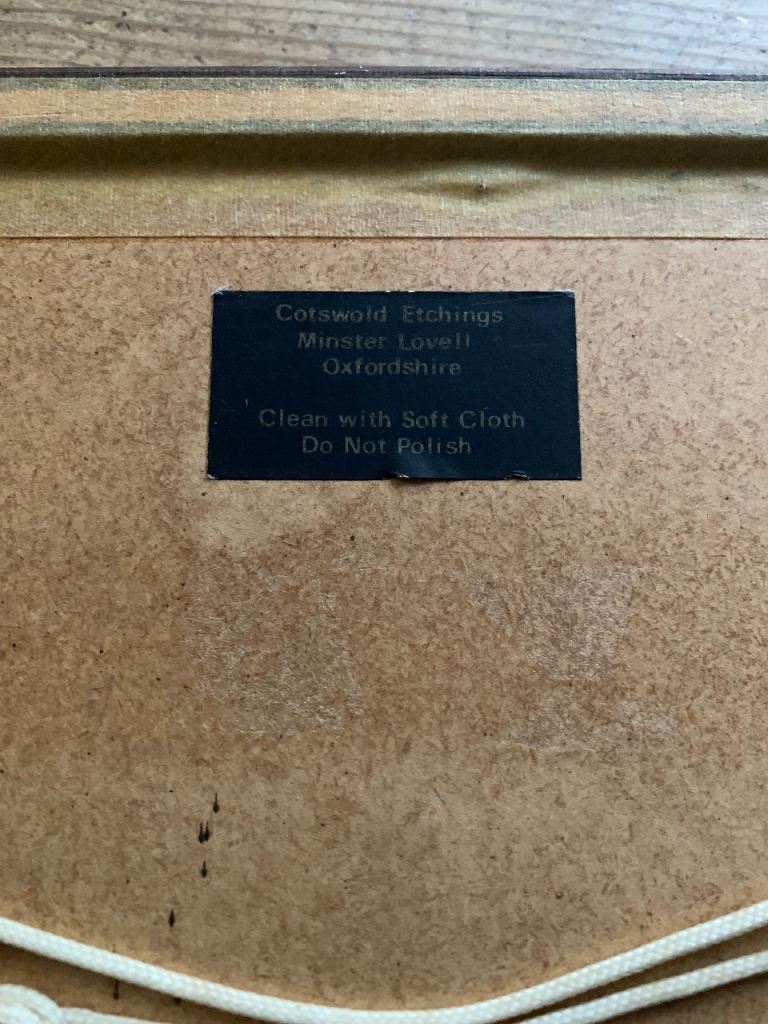 Cotswold Etchings
Minster Lovell
Oxfordshire
Clean with Soft Cloth
Do Not Polish